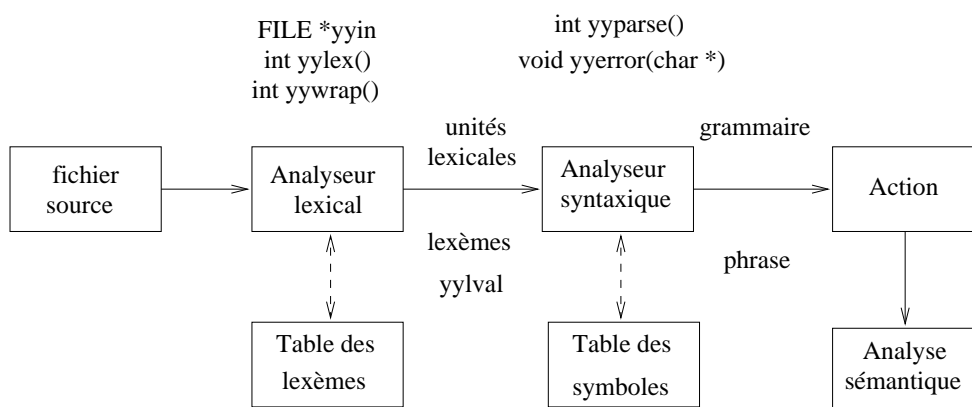 FILE *yyin
int yylex()
int yywrap()
int yyparse()
void yyerror(char *)
unités
lexicales
grammaire
fichier
source
Analyseur
lexical
Analyseur
syntaxique
Action
lexèmes
yylval
phrase
Table des
lexèmes
Table des
symboles
Analyse
sémantique